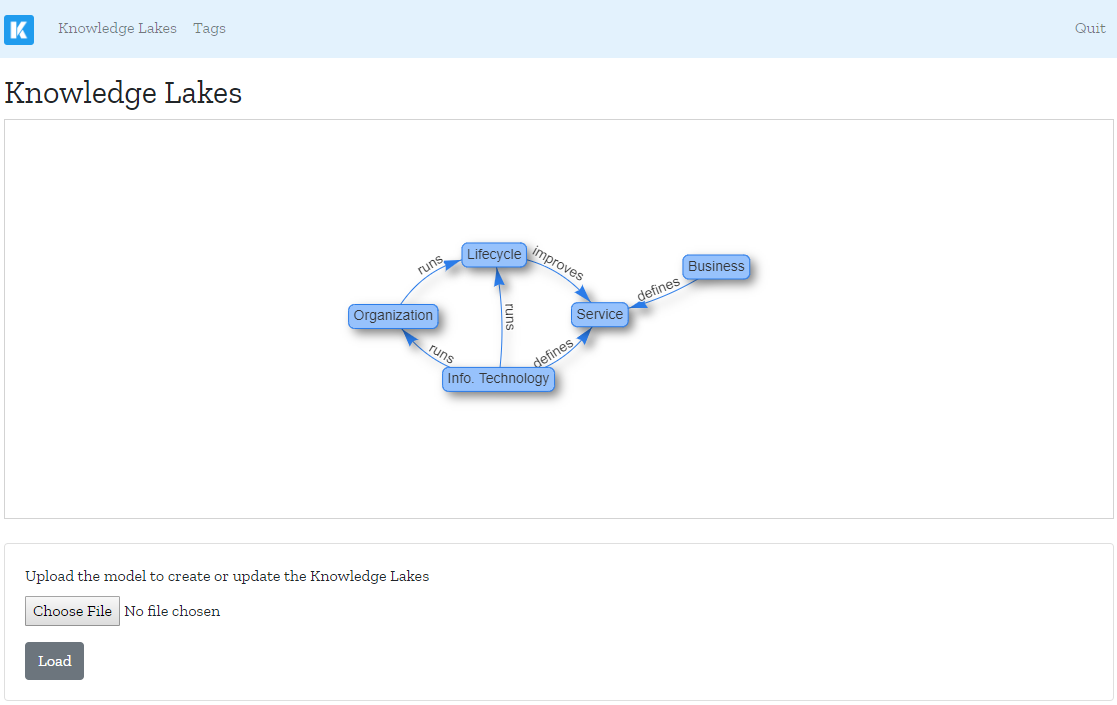 K
Knowledge Lakes
Tags
Quit
Knowledge Lakes
Lifecycle
improves
runs
Business
defines
Organization
runs
Service
runs
defines
Info. Technology
Upload the model to create or update the Knowledge Lakes
Choose File No file chosen
Load